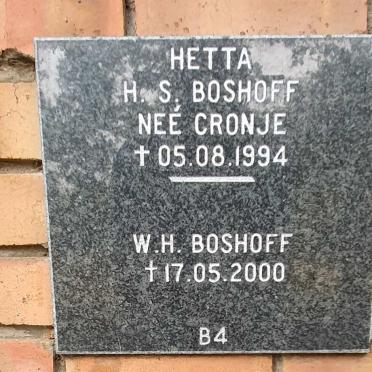 HETTA
H. S. BOSHOFF
NEÉ CRONJE
✝ 05.08.1994
W.H. BOSHOFF
✝ 17.05.2000
B4